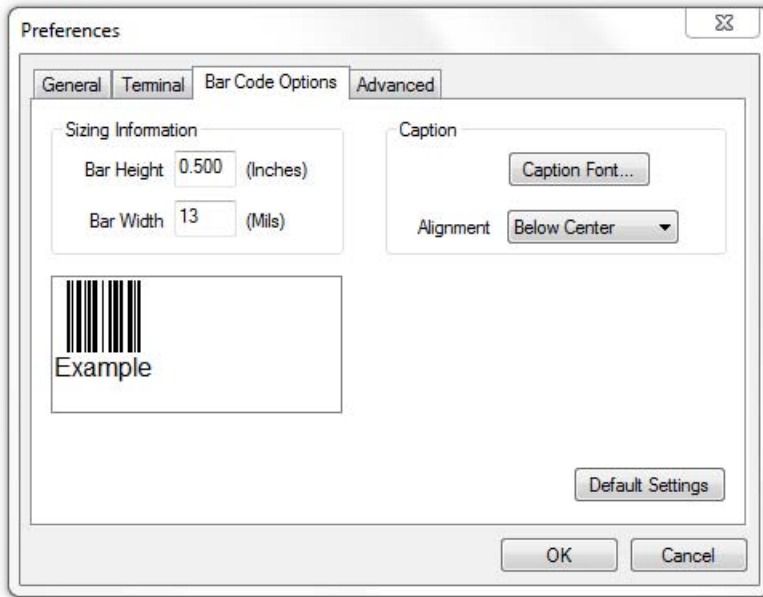 Preferences
General Terminal Bar Code Options Advanced
Sizing Information
Bar Height 0.500 (Inches)
Bar Width 13 (Mils)
Caption
Caption Font...
Alignment Below Center
Example
Default Settings
OK Cancel